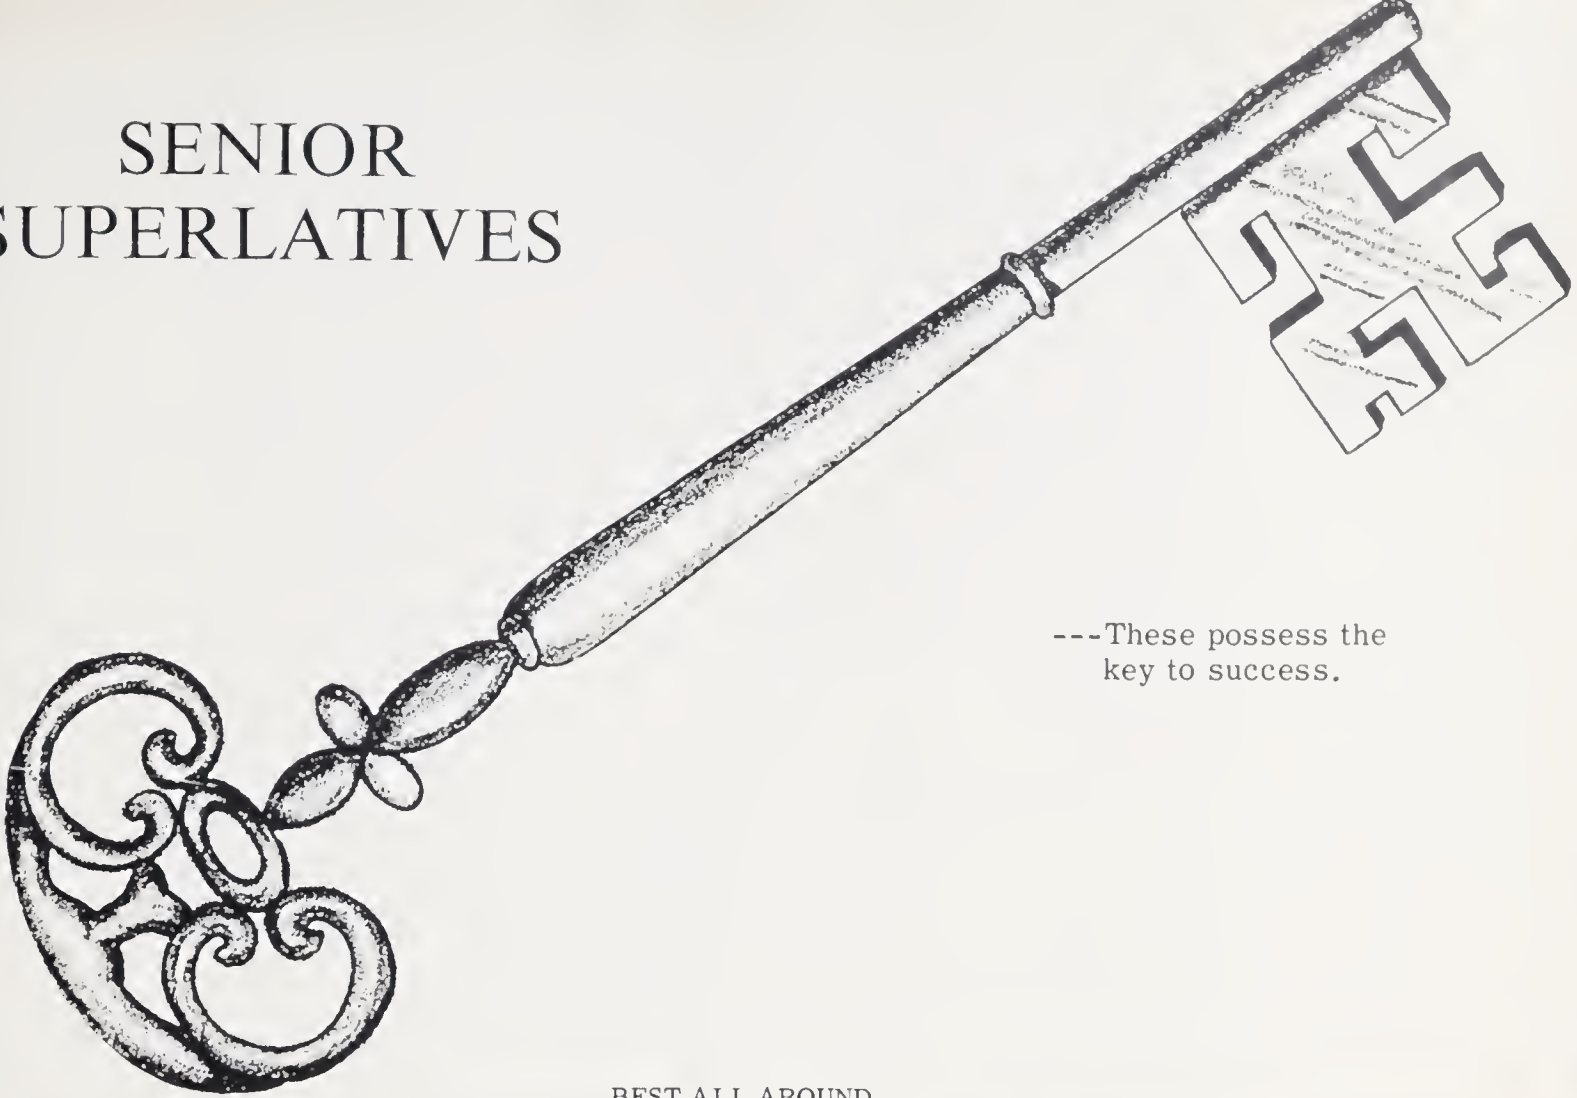 SENIOR
SUPERLATIVES
---These possess the
key to success.
BEST ALL AROUND